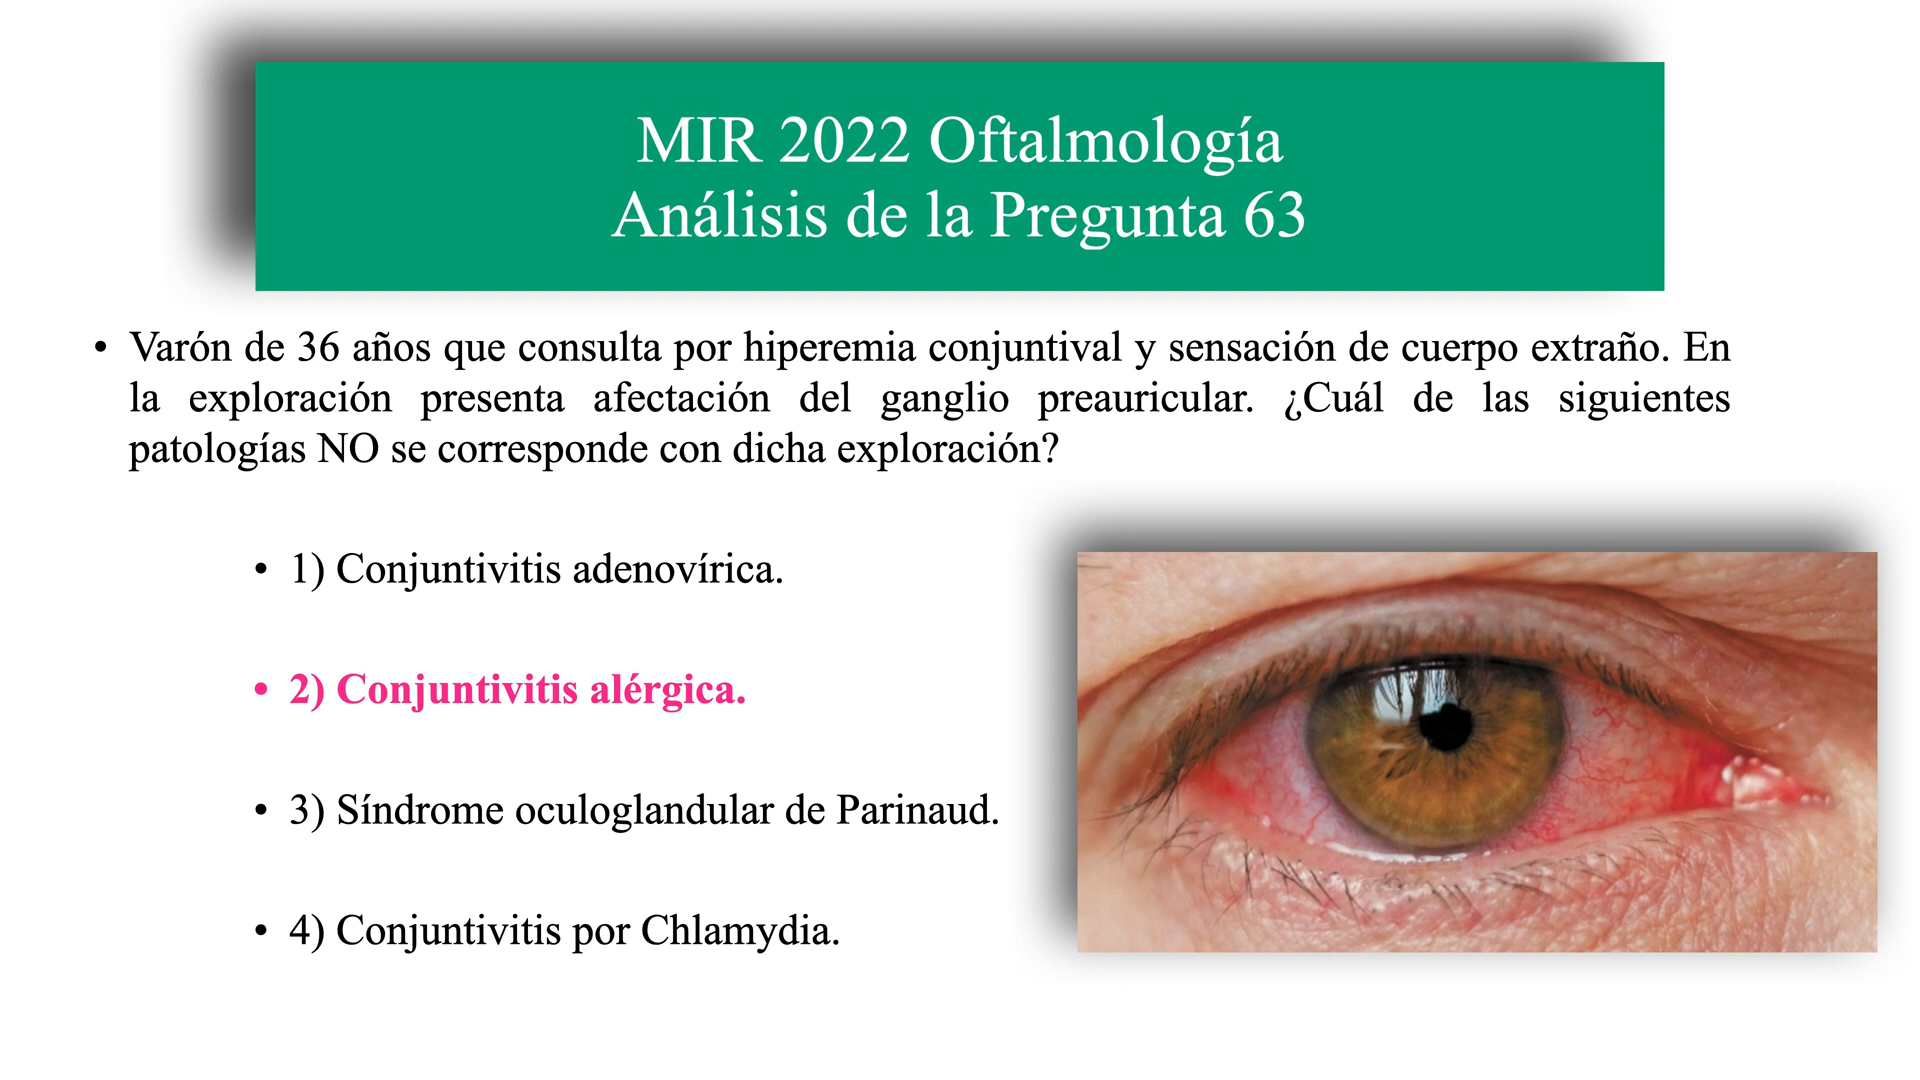 MIR 2022 Oftalmología
Análisis de la Pregunta 63
• Varón de 36 años que consulta por hiperemia conjuntival y sensación de cuerpo extraño. En
la exploración presenta afectación del ganglio preauricular. ¿Cuál de las siguientes
patologías NO se corresponde con dicha exploración?
• 1) Conjuntivitis adenovírica.
• 2) Conjuntivitis alérgica.
• 3) Síndrome oculoglandular de Parinaud.
• 4) Conjuntivitis por Chlamydia.